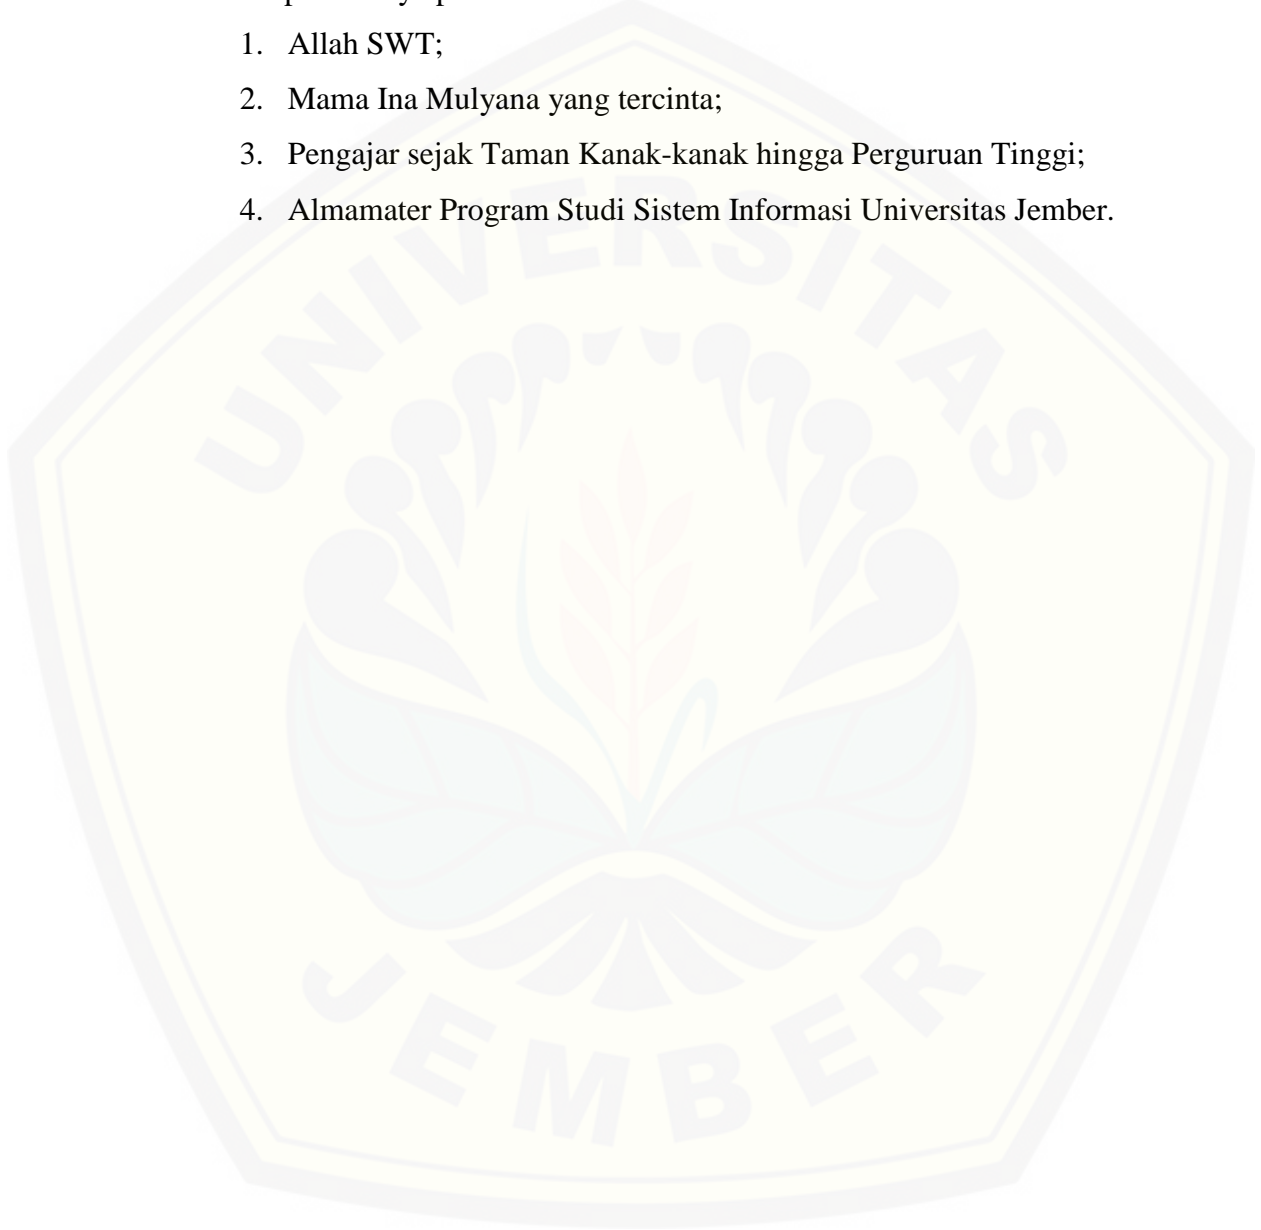 1. Allah SWT;
2. Mama Ina Mulyana yang tercinta;
3. Pengajar sejak Taman Kanak-kanak hingga Perguruan Tinggi;
4. Almamater Program Studi Sistem Informasi Universitas Jember.
UNIVERSITAS
JEMBER